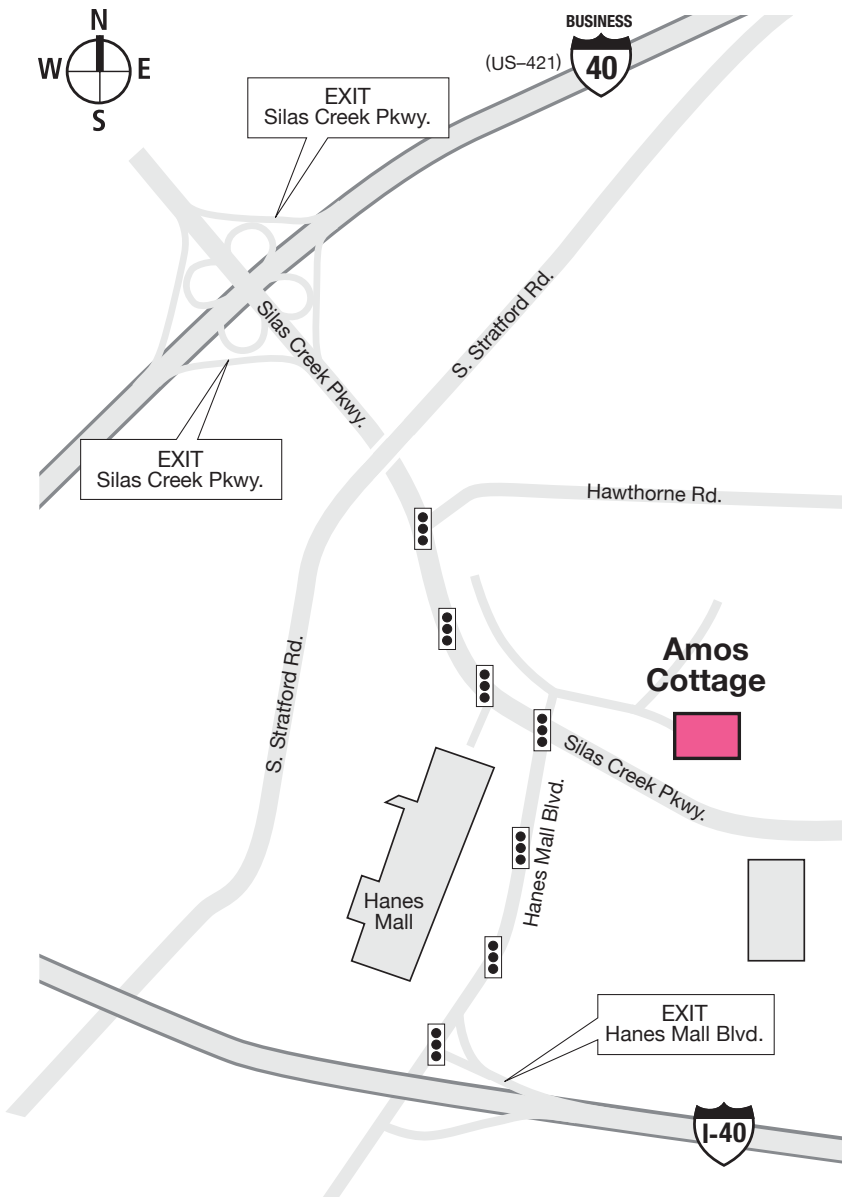 N
W E
S
BUSINESS
(US–421) 40
EXIT
Silas Creek Pkwy.
S. Stratford Rd.
Silas Creek Pkwy.
EXIT
Silas Creek Pkwy.
Hawthorne Rd.
Amos
Cottage
S. Stratford Rd.
Silas Creek Pkwy.
Hanes Mall Blvd.
Hanes
Mall
EXIT
Hanes Mall Blvd.
I-40